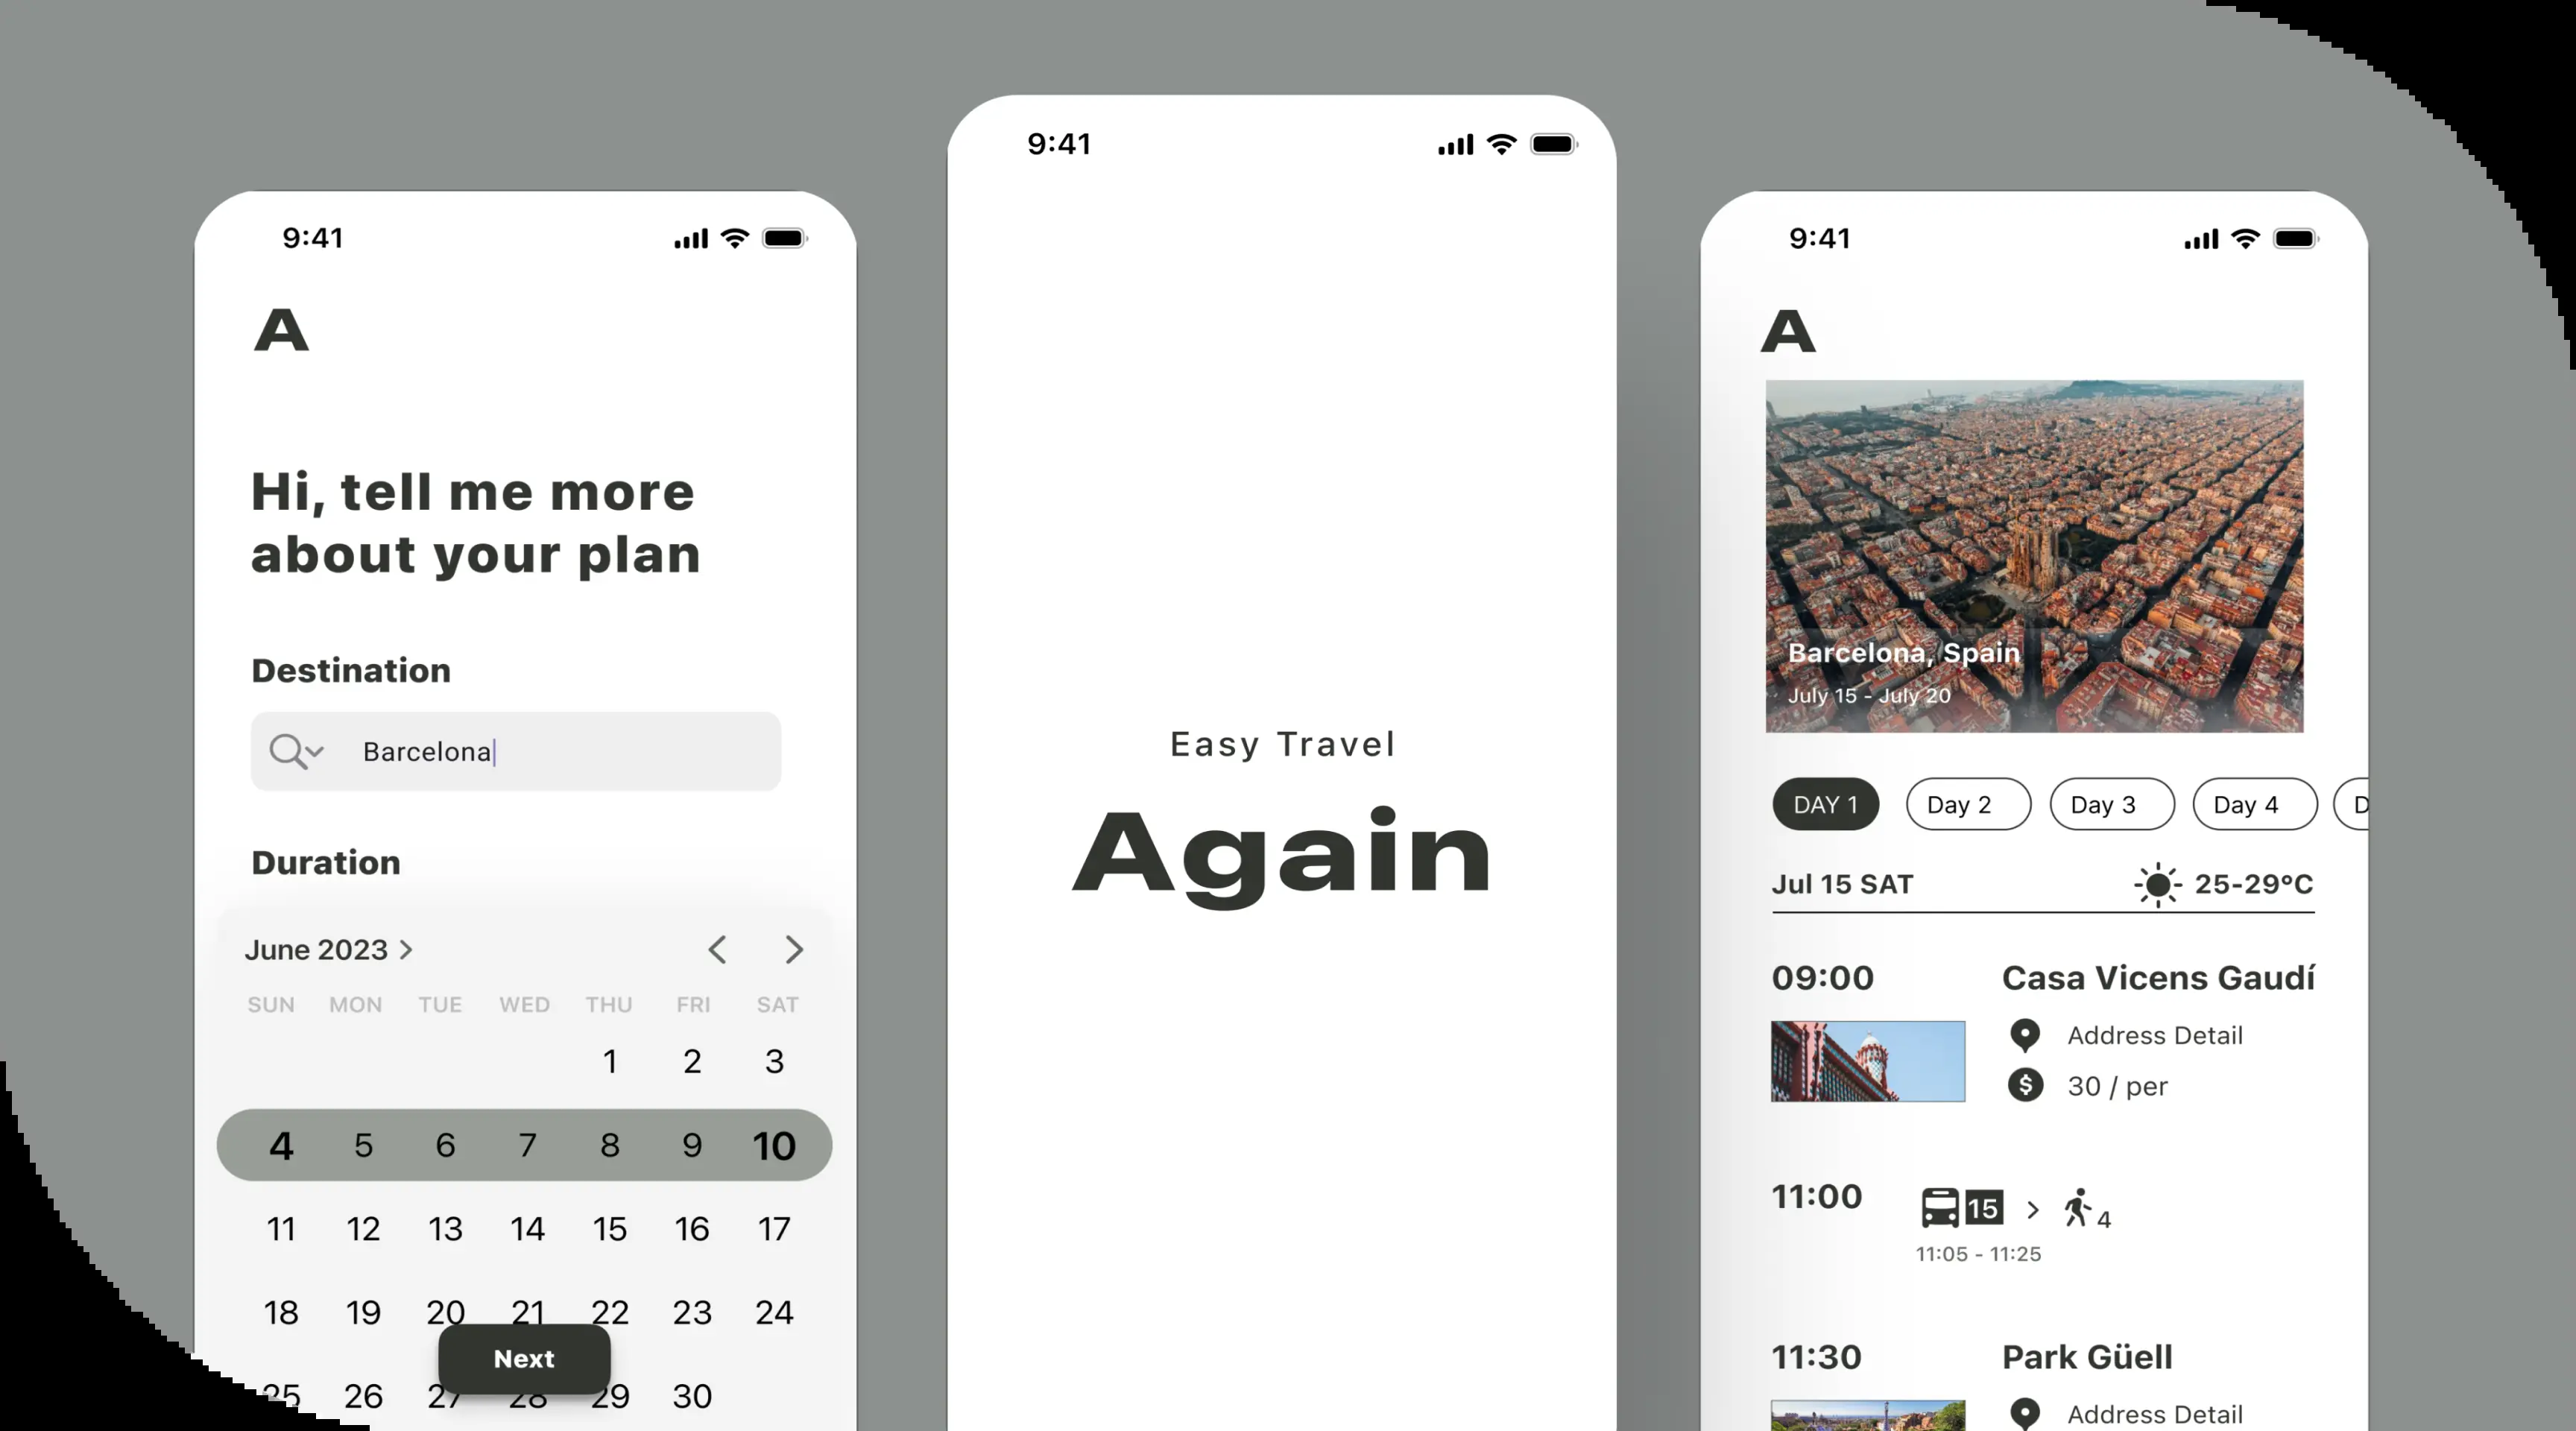 9:41
A
Hi, tell me more
about your plan
Destination
Barcelona
Duration
June 2023 >
SUN MON TUE WED THU FRI SAT
1 2 3
4 5 6 7 8 9 10
11 12 13 14 15 16 17
18 19 20 21 22 23 24
Next
25 26 27 28 29 30
9:41
Easy Travel
Again
9:41
A
Barcelona, Spain
July 15 - July 20
DAY 1 Day 2 Day 3 Day 4 D
Jul 15 SAT 25-29°C
09:00 Casa Vicens Gaudí
Address Detail
$ 30 / per
11:00 15 > 4
11:05 - 11:25
11:30 Park Güell
Address Detail